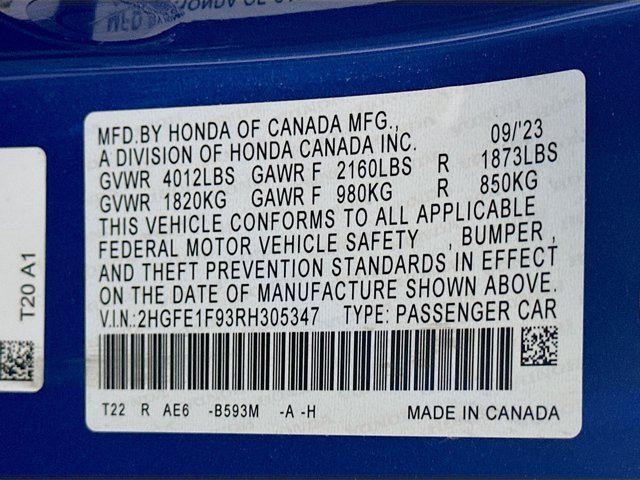 MFD.BY HONDA OF CANADA MFG.,
A DIVISION OF HONDA CANADA INC. 09/'23
GVWR 4012LBS GAWR F 2160LBS R 1873LBS
GVWR 1820KG GAWR F 980KG R 850KG
THIS VEHICLE CONFORMS TO ALL APPLICABLE
FEDERAL MOTOR VEHICLE SAFETY , BUMPER ,
AND THEFT PREVENTION STANDARDS IN EFFECT
ON THE DATE OF MANUFACTURE SHOWN ABOVE.
V.I.N.:2HGFE1F93RH305347 TYPE: PASSENGER CAR
T22 R AE6 -B593M -A -H MADE IN CANADA
T20 A1